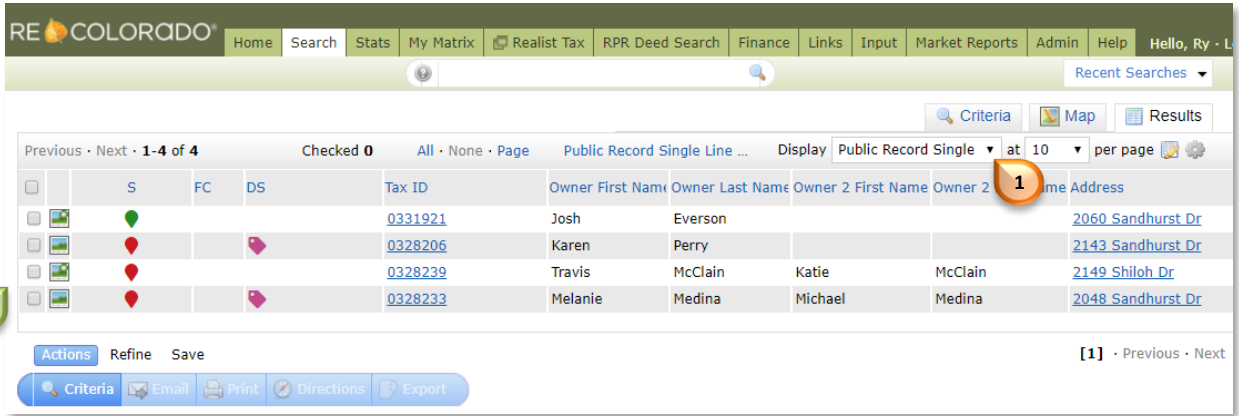 RE COLORADO®
Home Search Stats My Matrix Realist Tax RPR Deed Search Finance Links Input Market Reports Admin Help Hello, Ry · L
Recent Searches
Criteria Map Results
Previous · Next · 1-4 of 4 Checked 0 All · None · Page Public Record Single Line ... Display Public Record Single at 10 per page
S FC DS Tax ID Owner First Name Owner Last Name Owner 2 First Name Owner 2 1 me Address
0331921 Josh Everson 2060 Sandhurst Dr
0328206 Karen Perry 2143 Sandhurst Dr
0328239 Travis McClain Katie McClain 2149 Shiloh Dr
0328233 Melanie Medina Michael Medina 2048 Sandhurst Dr
Actions Refine Save [1] · Previous · Next
Criteria Email Print Directions Export